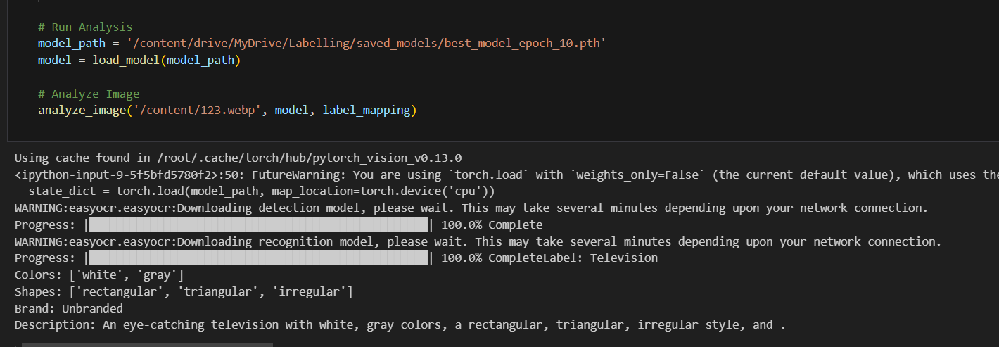 # Run Analysis
model_path = '/content/drive/MyDrive/Labelling/saved_models/best_model_epoch_10.pth'
model = load_model(model_path)
# Analyze Image
analyze_image('/content/123.webp', model, label_mapping)
Using cache found in /root/.cache/torch/hub/pytorch_vision_v0.13.0
<ipython-input-9-5f5bfd5780f2>:50: FutureWarning: You are using `torch.load` with `weights_only=False` (the current default value), which uses the
state_dict = torch.load(model_path, map_location=torch.device('cpu'))
WARNING:easyocr.easyocr:Downloading detection model, please wait. This may take several minutes depending upon your network connection.
Progress: |██████████████████████████████████████████████████| 100.0% Complete
WARNING:easyocr.easyocr:Downloading recognition model, please wait. This may take several minutes depending upon your network connection.
Progress: |██████████████████████████████████████████████████| 100.0% CompleteLabel: Television
Colors: ['white', 'gray']
Shapes: ['rectangular', 'triangular', 'irregular']
Brand: Unbranded
Description: An eye-catching television with white, gray colors, a rectangular, triangular, irregular style, and .